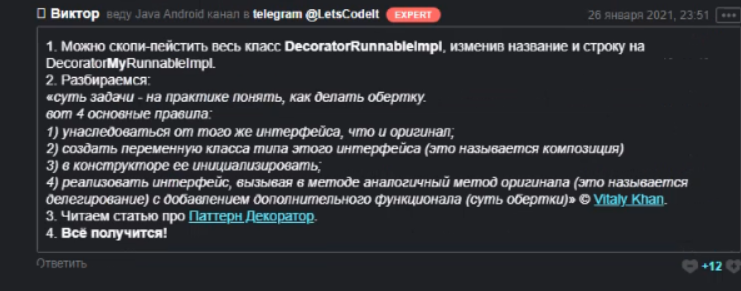 Виктор веду Java Android канал в telegram @LetsCodeIt EXPERT 26 января 2021, 23:51
1. Можно скопи-пейстить весь класс DecoratorRunnableImpl, изменив название и строку на
DecoratorMyRunnableImpl.
2. Разбираемся:
«суть задачи - на практике понять, как делать обертку.
вот 4 основные правила:
1) унаследоваться от того же интерфейса, что и оригинал;
2) создать переменную класса типа этого интерфейса (это называется композиция)
3) в конструкторе ее инициализировать;
4) реализовать интерфейс, вызывая в методе аналогичный метод оригинала (это называется
делегирование) с добавлением дополнительного функционала (суть обертки)» © Vitaly Khan.
3. Читаем статью про Паттерн Декоратор.
4. Всё получится!
Ответить +12